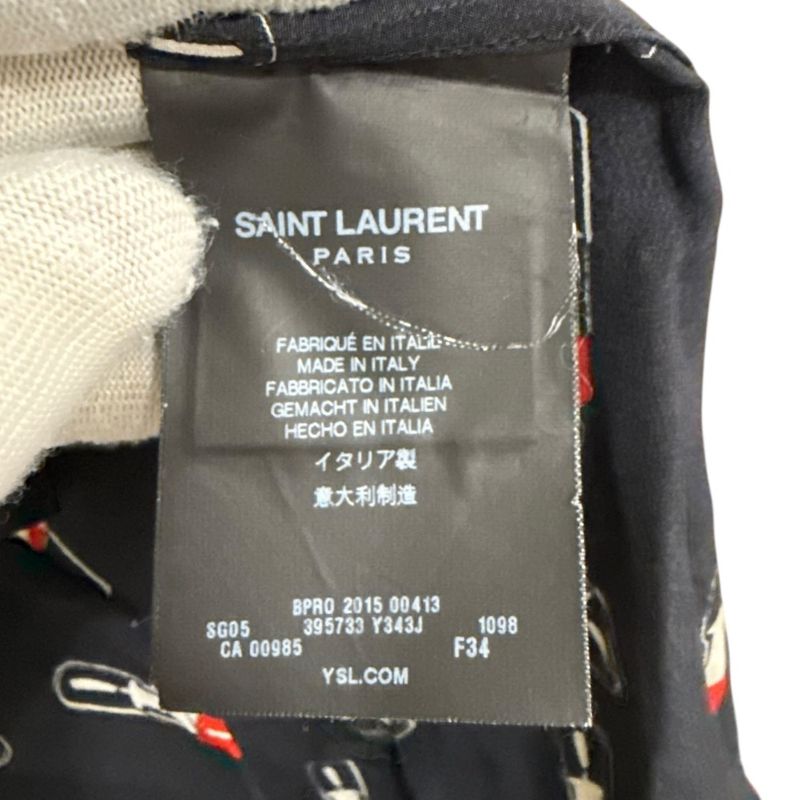 SAINT LAURENT
PARIS
FABRIQUÉ EN ITALIE
MADE IN ITALY
FABBRICATO IN ITALIA
GEMACHT IN ITALIEN
HECHO EN ITALIA
イタリア製
意大利制造
BPRO 2015 00413
SG05 395733 Y343J 1098
CA 00985 F34
YSL.COM